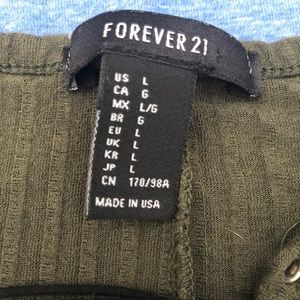 FOREVER 21
US L
CA G
MX L/G
BR G
EU L
UK L
KR L
JP L
CN 170/98A
MADE IN USA